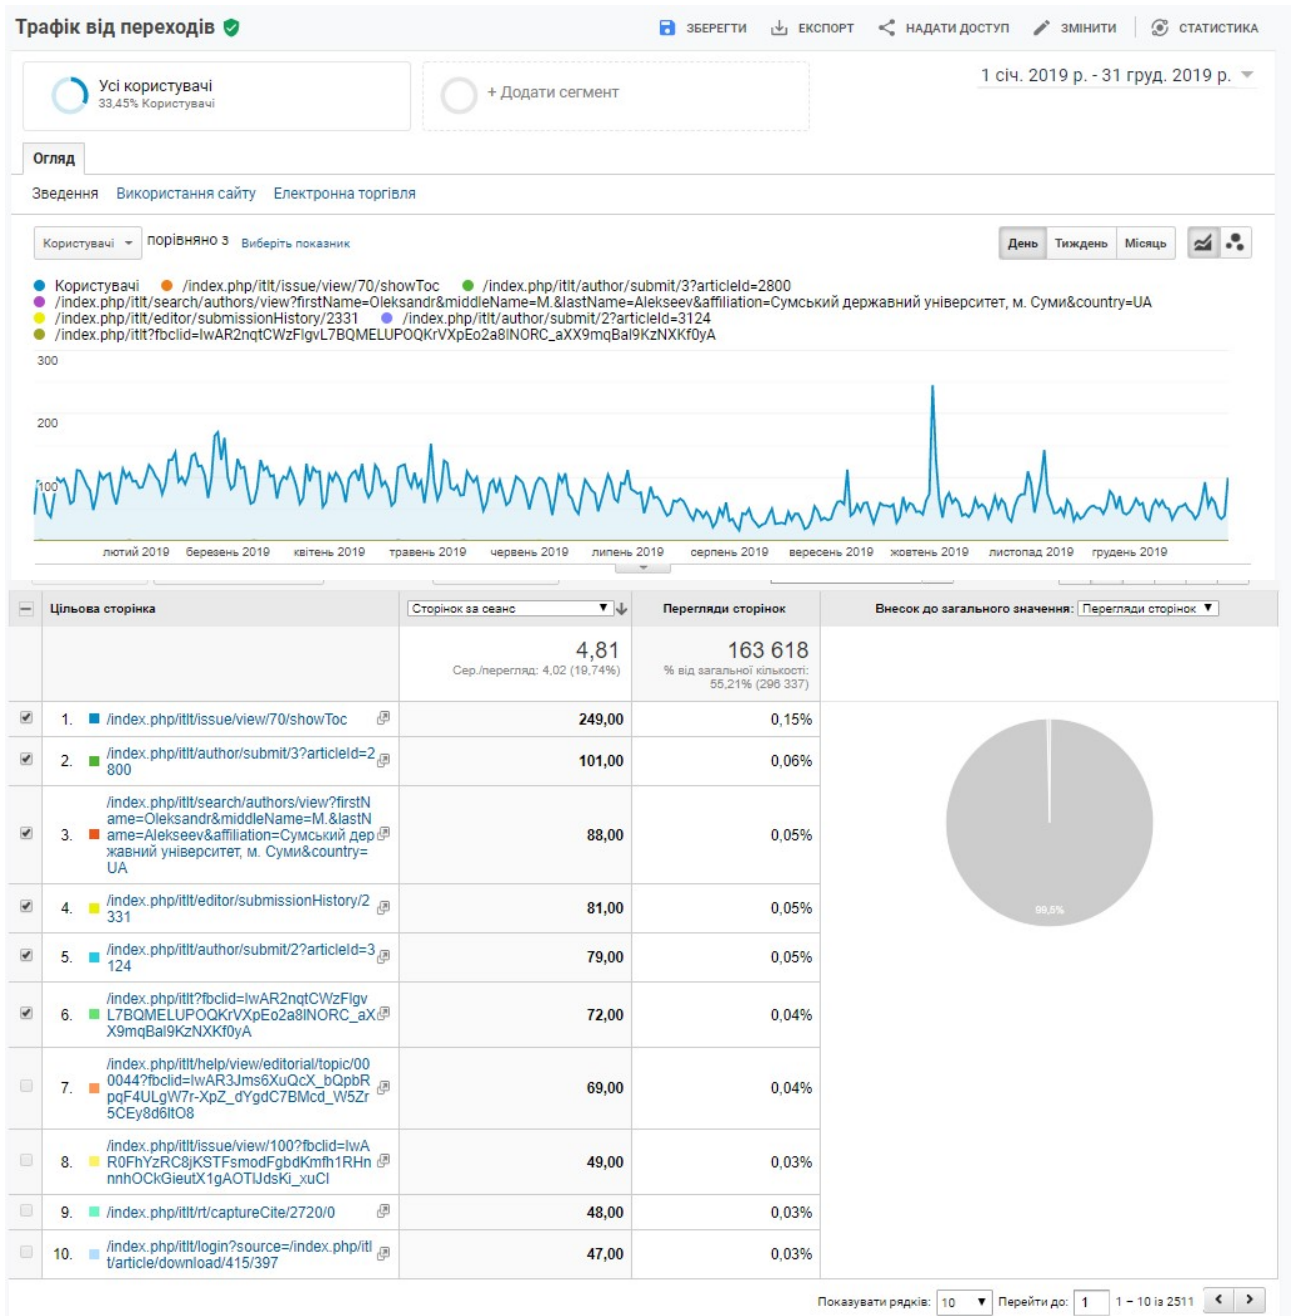 Трафік від переходів
ЗБЕРЕГТИ ЕКСПОРТ НАДАТИ ДОСТУП ЗМІНИТИ СТАТИСТИКА
Усі користувачі
33,45% Користувачі
+ Додати сегмент
1 січ. 2019 р. - 31 груд. 2019 р.
Огляд
Зведення Використання сайту Електронна торгівля
Користувачі порівняно з Виберіть показник
День Тиждень Місяць
Користувачі /index.php/itlt/issue/view/70/showToc /index.php/itlt/author/submit/3?articleId=2800
/index.php/itlt/search/authors/view?firstName=Oleksandr&middleName=M.&lastName=Alekseev&affiliation=Сумський державний університет, м. Суми&country=UA
/index.php/itlt/editor/submissionHistory/2331 /index.php/itlt/author/submit/2?articleId=3124
/index.php/itlt?fbclid=IwAR2nqtCWzFIgvL7BQMELUPOQKrVXpEo2a8INORC_aXX9mqBaI9KzNXKf0yA
300
200
100
лютий 2019 березень 2019 квітень 2019 травень 2019 червень 2019 липень 2019 серпень 2019 вересень 2019 жовтень 2019 листопад 2019 грудень 2019
Цільова сторінка Сторінок за сеанс Перегляди сторінок Внесок до загального значення: Перегляди сторінок
4,81 163 618
Сер./перегляд: 4,02 (19,74%) % від загальної кількості:
55,21% (296 337)
1. /index.php/itlt/issue/view/70/showToc 249,00 0,15%
2. /index.php/itlt/author/submit/3?articleId=2
800 101,00 0,06%
/index.php/itlt/search/authors/view?firstN
ame=Oleksandr&middleName=M.&lastN
3. ame=Alekseev&affiliation=Сумський дер 88,00 0,05%
жавний університет, м. Суми&country=
UA
4. /index.php/itlt/editor/submissionHistory/2
331 81,00 0,05%
5. /index.php/itlt/author/submit/2?articleId=3
124 79,00 0,05%
/index.php/itlt?fbclid=IwAR2nqtCWzFIgv
6. L7BQMELUPOQKrVXpEo2a8INORC_aX 72,00 0,04%
X9mqBaI9KzNXKf0yA
/index.php/itlt/help/view/editorial/topic/00
7. 0044?fbclid=IwAR3Jms6XuQcX_bQpbR 69,00 0,04%
pqF4ULgW7r-XpZ_dYgdC7BMcd_W5Zr
5CEy8d6ItO8
/index.php/itlt/issue/view/100?fbclid=IwA
8. R0FhYzRC8jKSTFsmodFgbdKmfh1RHn 49,00 0,03%
nnhOCkGieutX1gAOTIJdsKi_xuCI
9. /index.php/itlt/rt/captureCite/2720/0 48,00 0,03%
10. /index.php/itlt/login?source=/index.php/itl
t/article/download/415/397 47,00 0,03%
99,5%
Показувати рядків: 10 Перейти до: 1 1 – 10 із 2511